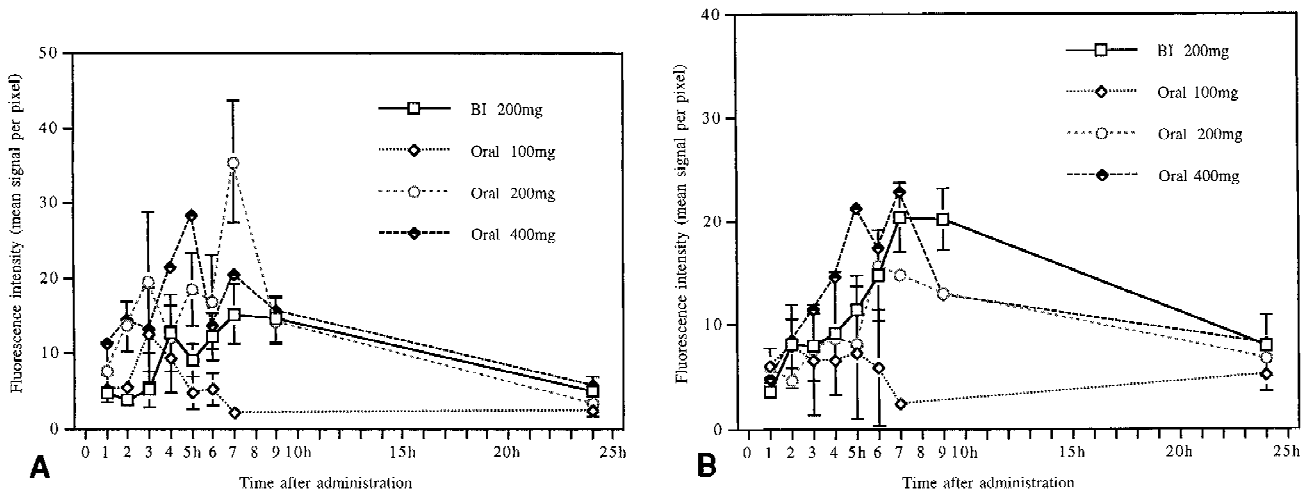 Fluorescence intensity (mean signal per pixel)
50
40
30
20
10
0
BI 200mg
Oral 100mg
Oral 200mg
Oral 400mg
0 1 2 3 4 5h 6 7 8 9 10h 15h 20h 25h
Time after administration
A
Fluorescence intensity (mean signal per pixel)
40
30
20
10
0
BI 200mg
Oral 100mg
Oral 200mg
Oral 400mg
0 1 2 3 4 5h 6 7 8 9 10h 15h 20h 25h
Time after administration
B